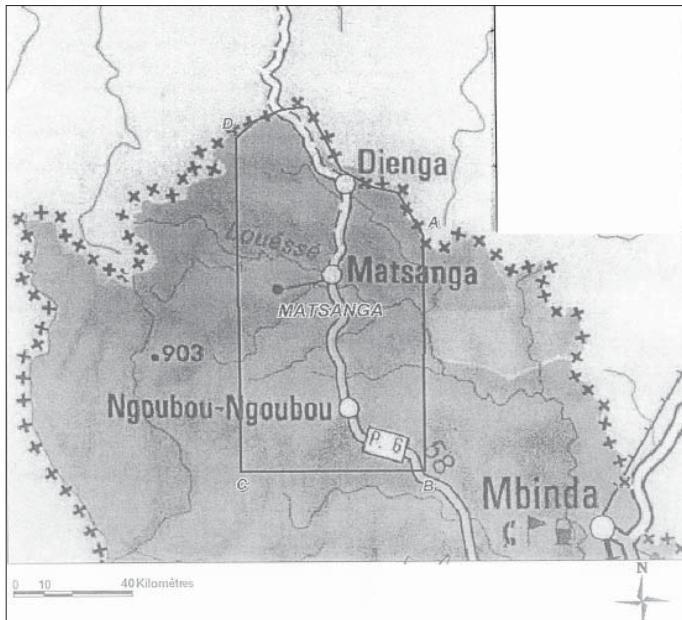 D
Dienga
A
Louéssé
Matsanga
MATSANGA
903
Ngoubou-Ngoubou
P. 6
58
C
B
Mbinda
N
0 10 40 Kilomètres